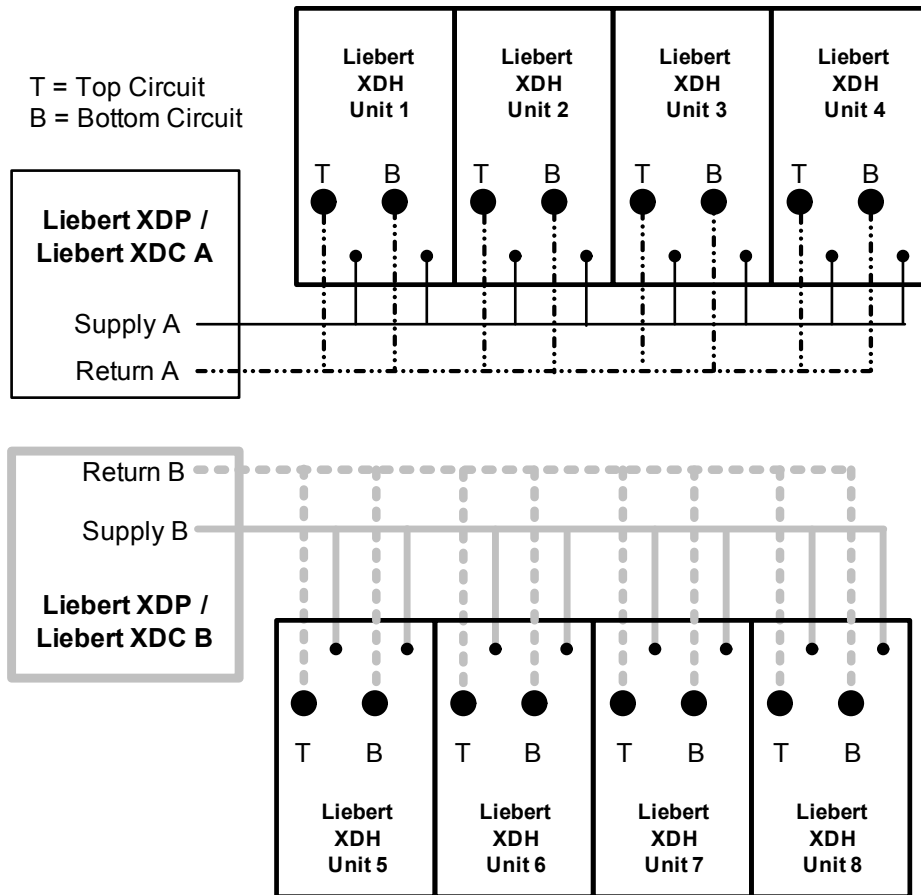 T = Top Circuit
B = Bottom Circuit
Liebert
XDH
Unit 1
Liebert
XDH
Unit 2
Liebert
XDH
Unit 3
Liebert
XDH
Unit 4
T
B
T
B
T
B
T
B
Liebert XDP /
Liebert XDC A
Supply A
Return A
Return B
Supply B
Liebert XDP /
Liebert XDC B
T
B
T
B
T
B
T
B
Liebert
XDH
Unit 5
Liebert
XDH
Unit 6
Liebert
XDH
Unit 7
Liebert
XDH
Unit 8